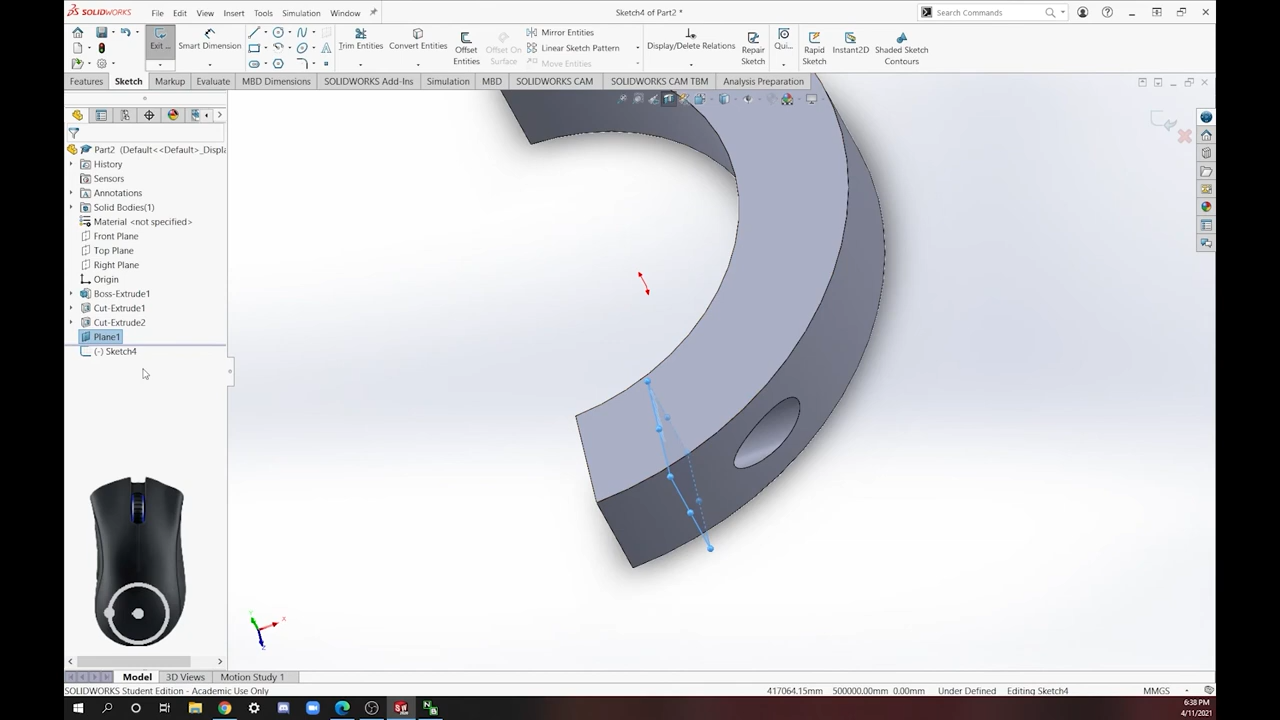 SOLIDWORKS
File
Edit
View
Insert
Tools
Simulation
Window
Sketch4 of Part2 *
Search Commands
Exit ...
Smart Dimension
Trim Entities
Convert Entities
Offset Entities
Offset On Surface
Mirror Entities
Linear Sketch Pattern
Move Entities
Display/Delete Relations
Repair Sketch
Qui...
Rapid Sketch
Instant2D
Shaded Sketch Contours
Features
Sketch
Markup
Evaluate
MBD Dimensions
SOLIDWORKS Add-Ins
Simulation
MBD
SOLIDWORKS CAM
SOLIDWORKS CAM TBM
Analysis Preparation
Part2 (Default<<Default>_Displa
History
Sensors
Annotations
Solid Bodies(1)
Material <not specified>
Front Plane
Top Plane
Right Plane
Origin
Boss-Extrude1
Cut-Extrude1
Cut-Extrude2
Plane1
(-) Sketch4
Y
X
Z
Model
3D Views
Motion Study 1
SOLIDWORKS Student Edition - Academic Use Only
417064.15mm
500000.00mm
0.00mm
Under Defined
Editing Sketch4
MMGS
6:38 PM
4/11/2021